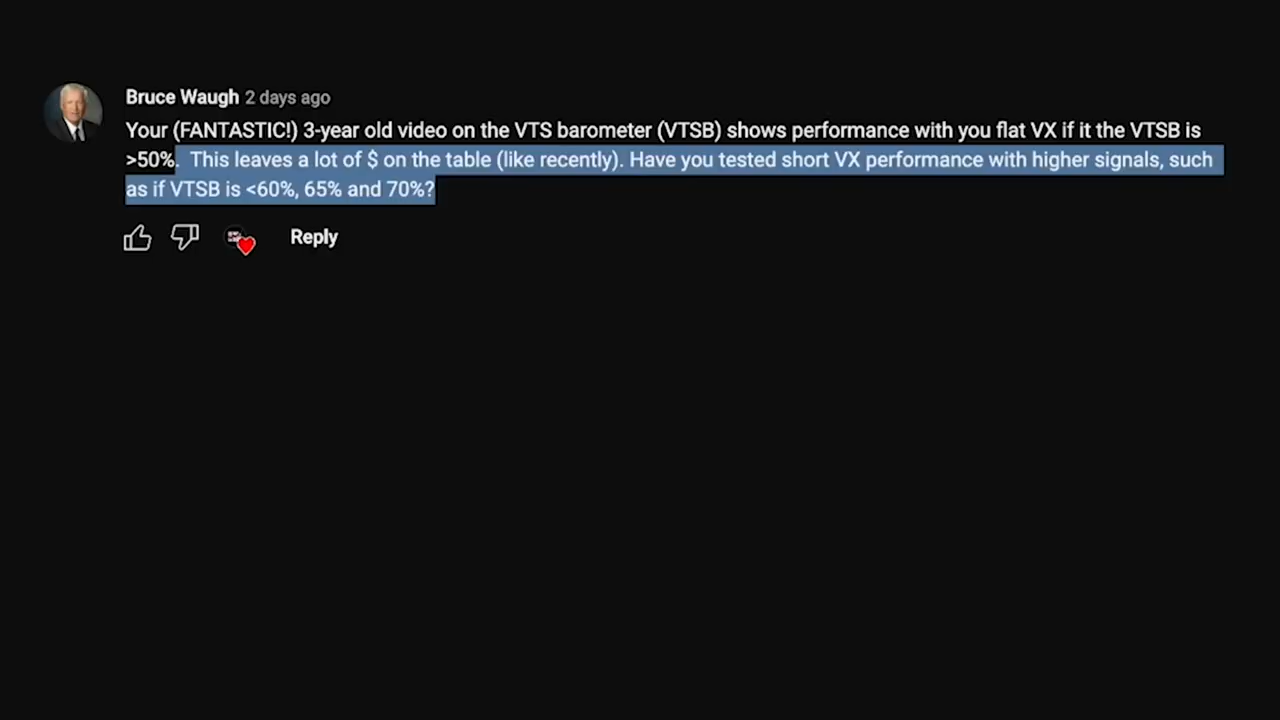 Bruce Waugh 2 days ago
Your (FANTASTIC!) 3-year old video on the VTS barometer (VTSB) shows performance with you flat VX if it the VTSB is
>50%.  This leaves a lot of $ on the table (like recently). Have you tested short VX performance with higher signals, such
as if VTSB is <60%, 65% and 70%?
Reply